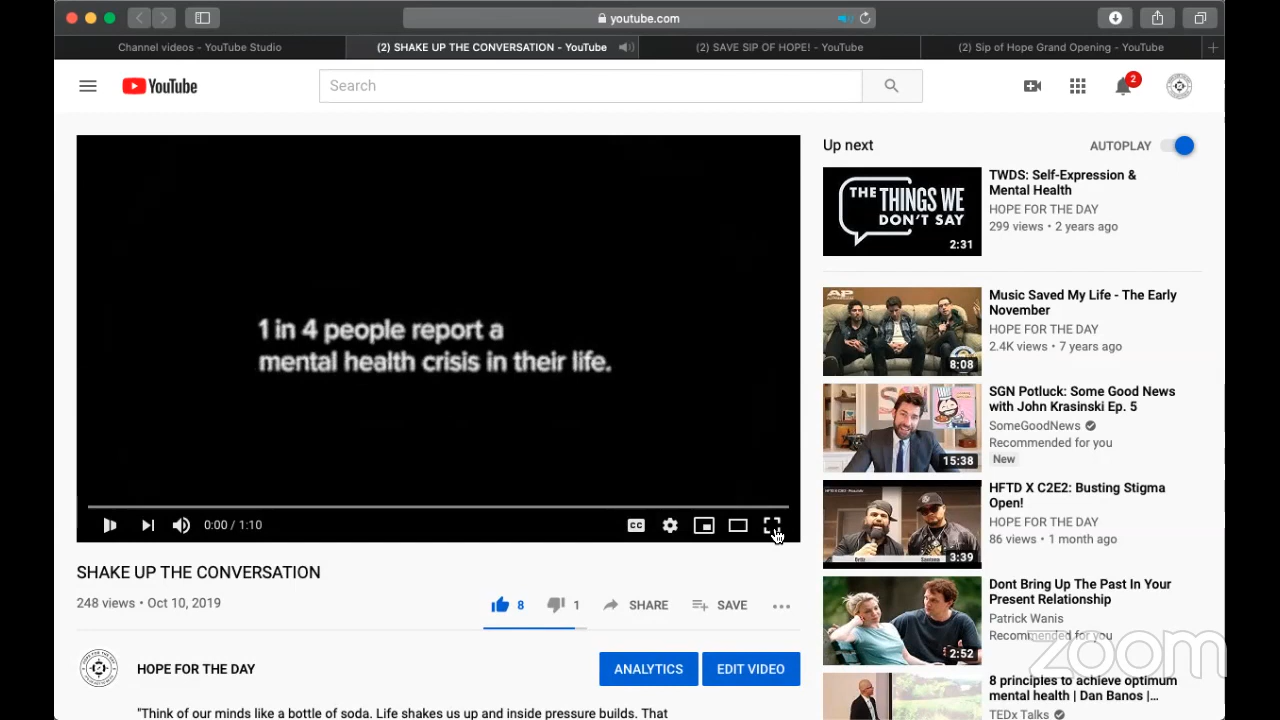 youtube.com
Channel videos - YouTube Studio
(2) SHAKE UP THE CONVERSATION - YouTube
(2) SAVE SIP OF HOPE! - YouTube
(2) Sip of Hope Grand Opening - YouTube
YouTube
Search
2
1 in 4 people report a
mental health crisis in their life.
0:00 / 1:10
CC
SHAKE UP THE CONVERSATION
248 views • Oct 10, 2019
8
1
SHARE
SAVE
HOPE FOR THE DAY
ANALYTICS
EDIT VIDEO
"Think of our minds like a bottle of soda. Life shakes us up and inside pressure builds. That
Up next
AUTOPLAY
THE THINGS WE
DON'T SAY
2:31
TWDS: Self-Expression &
Mental Health
HOPE FOR THE DAY
299 views • 2 years ago
AP
8:08
Music Saved My Life - The Early
November
HOPE FOR THE DAY
2.4K views • 7 years ago
15:38
SGN Potluck: Some Good News
with John Krasinski Ep. 5
SomeGoodNews
Recommended for you
New
3:39
HFTD X C2E2: Busting Stigma
Open!
HOPE FOR THE DAY
86 views • 1 month ago
2:52
Dont Bring Up The Past In Your
Present Relationship
Patrick Wanis
Recommended for you
8 principles to achieve optimum
mental health | Dan Banos |...
TEDx Talks
zoom